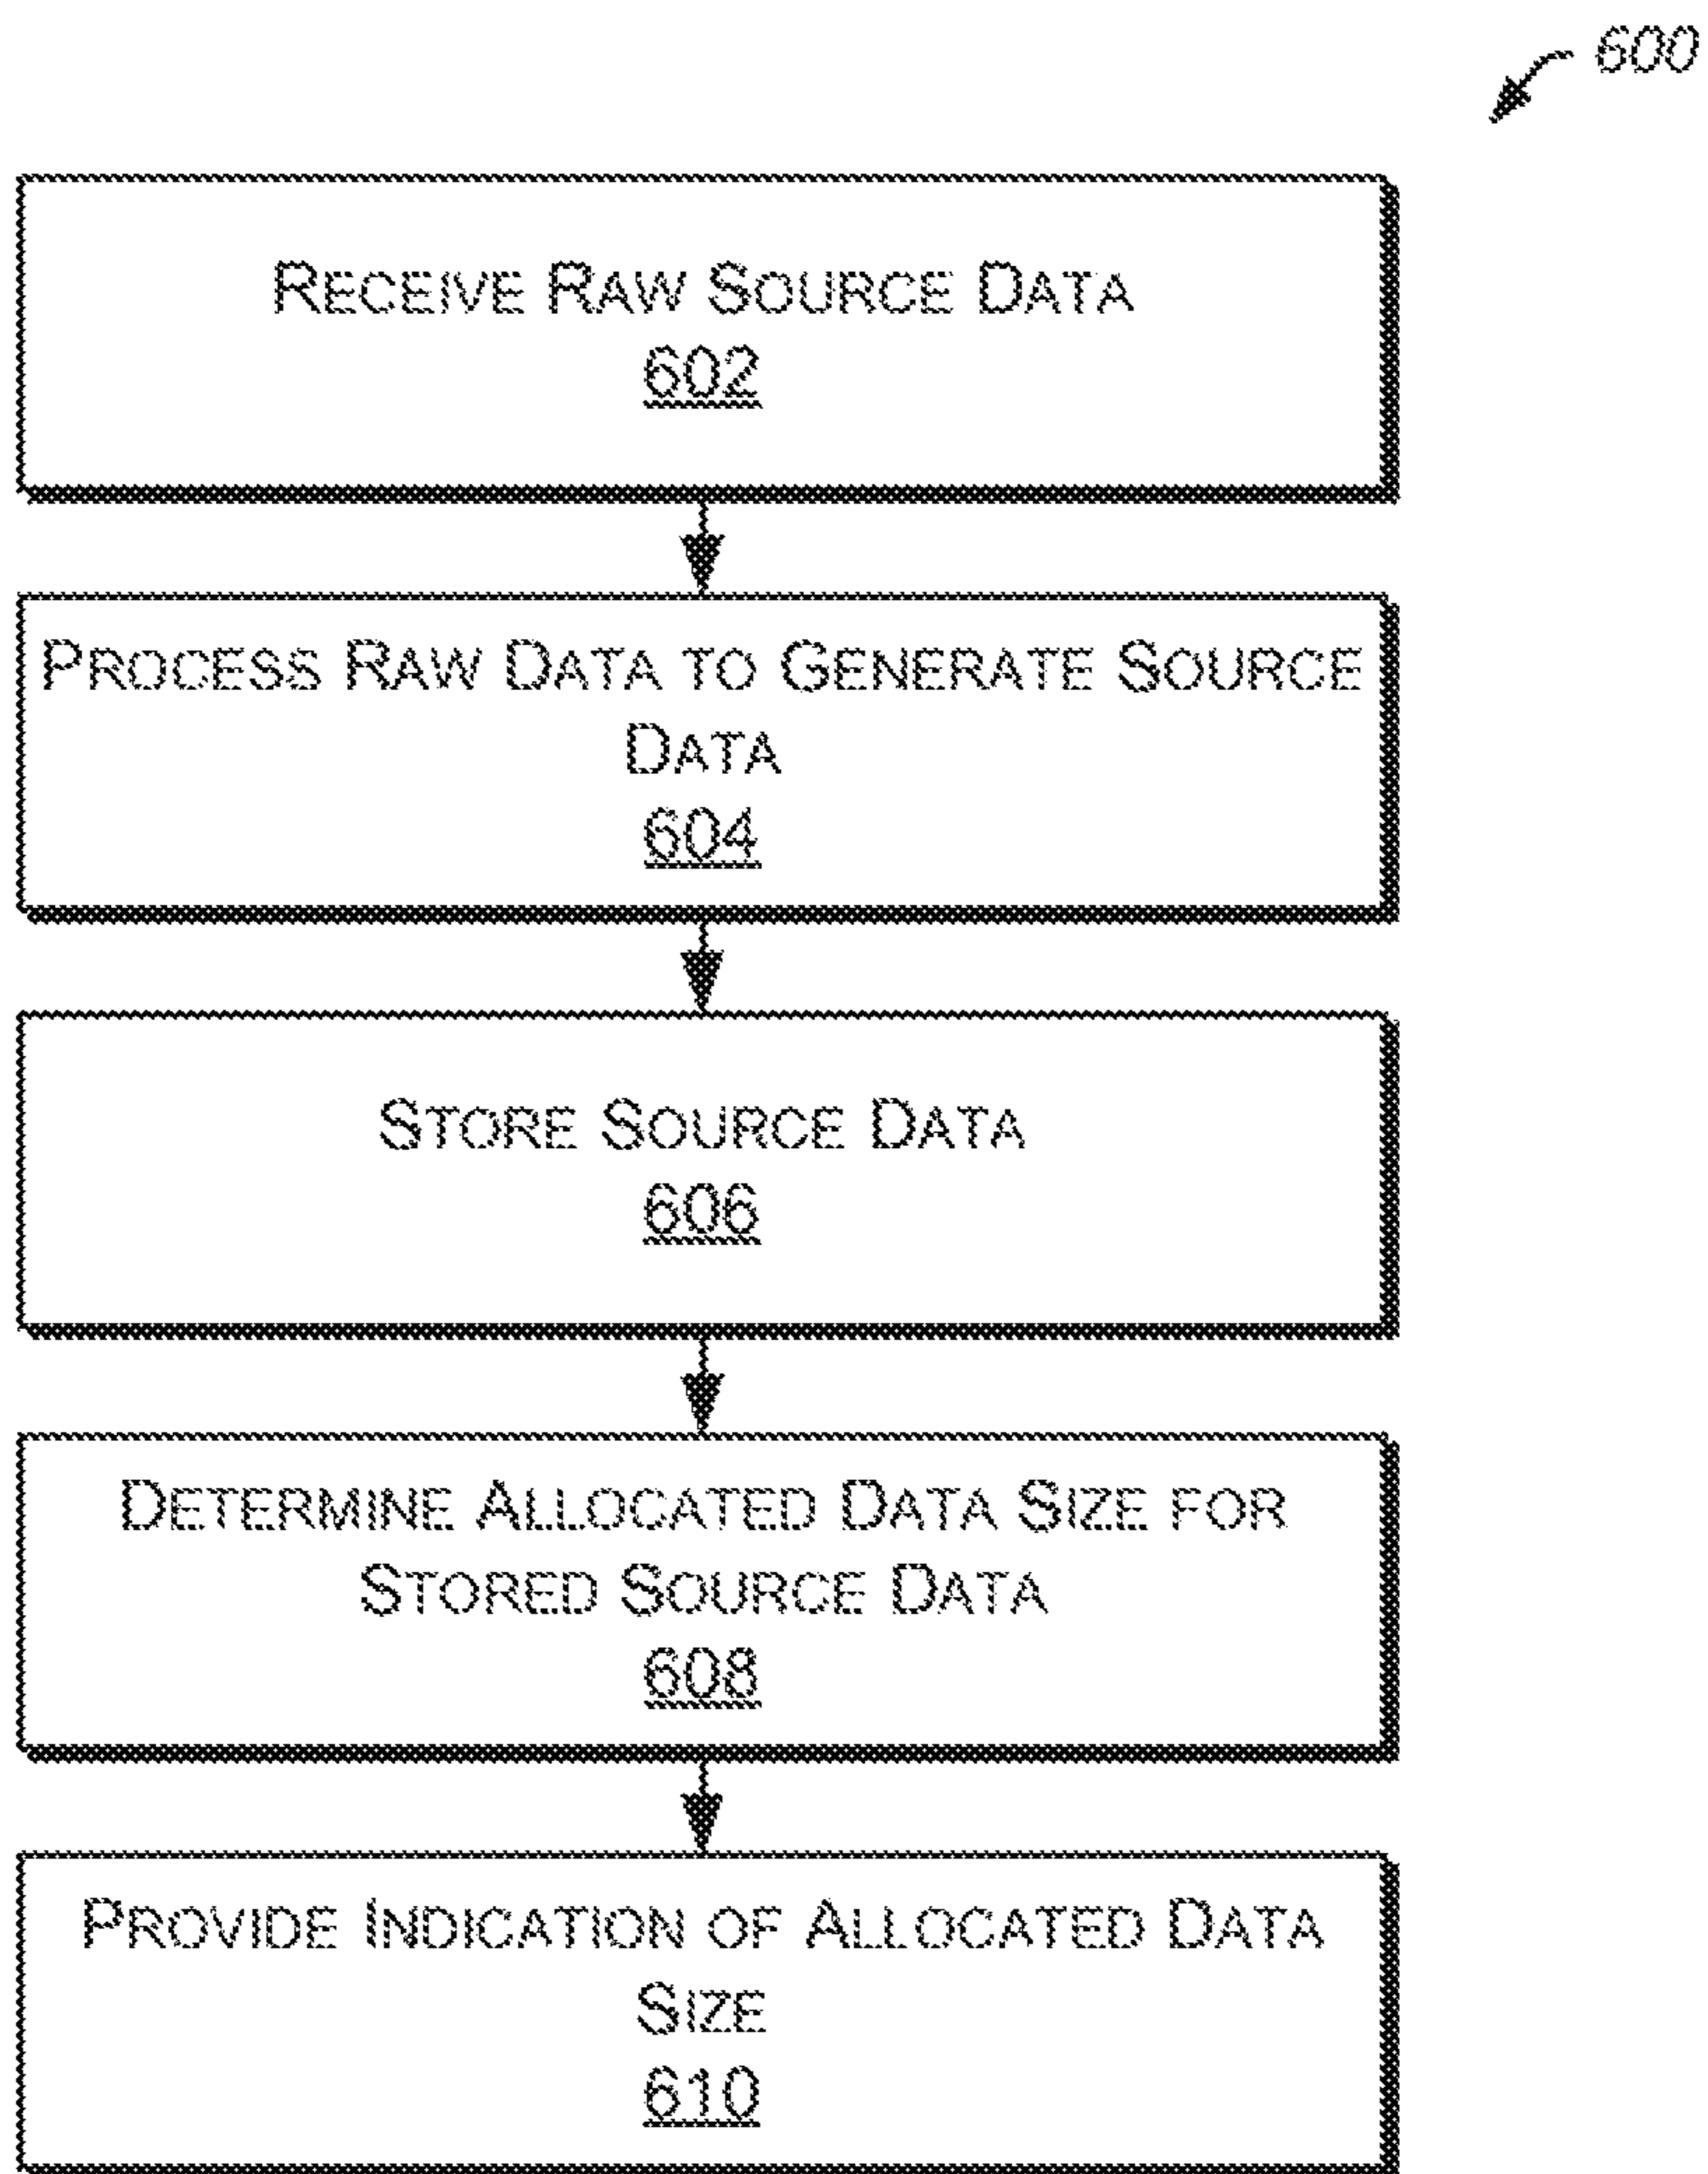 600
RECEIVE RAW SOURCE DATA
602
PROCESS RAW DATA TO GENERATE SOURCE
DATA
604
STORE SOURCE DATA
606
DETERMINE ALLOCATED DATA SIZE FOR
STORED SOURCE DATA
608
PROVIDE INDICATION OF ALLOCATED DATA
SIZE
610